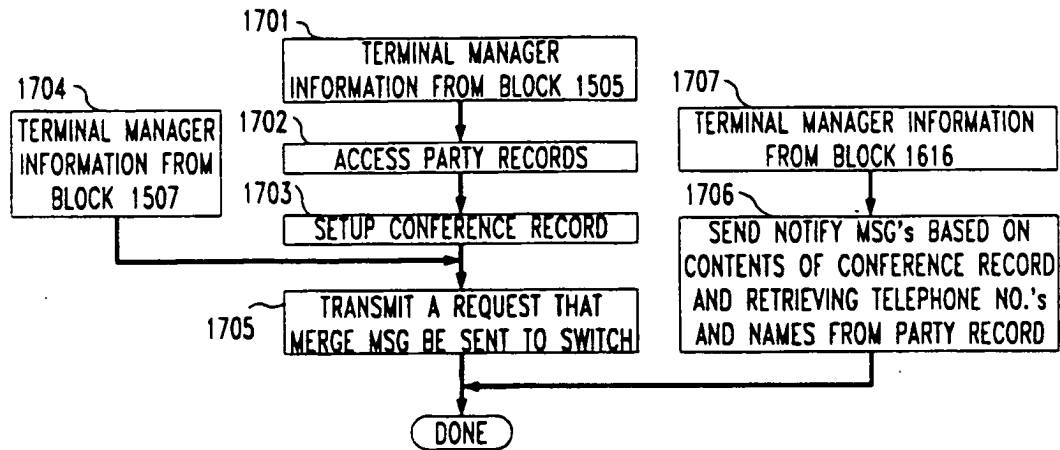 1701
TERMINAL MANAGER
INFORMATION FROM BLOCK 1505
1702
ACCESS PARTY RECORDS
1703
SETUP CONFERENCE RECORD
1704
TERMINAL MANAGER
INFORMATION FROM
BLOCK 1507
1705
TRANSMIT A REQUEST THAT
MERGE MSG BE SENT TO SWITCH
1707
TERMINAL MANAGER INFORMATION
FROM BLOCK 1616
1706
SEND NOTIFY MSG's BASED ON
CONTENTS OF CONFERENCE RECORD
AND RETRIEVING TELEPHONE NO.'s
AND NAMES FROM PARTY RECORD
DONE